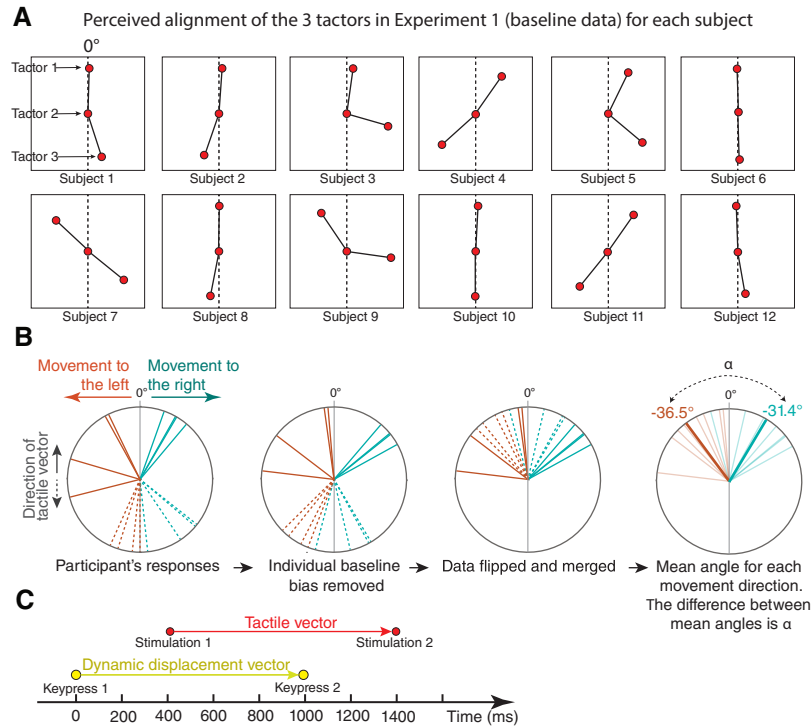 A
Perceived alignment of the 3 tactors in Experiment 1 (baseline data) for each subject
0°
Tactor 1
Tactor 2
Tactor 3
Subject 1
Subject 2
Subject 3
Subject 4
Subject 5
Subject 6
Subject 7
Subject 8
Subject 9
Subject 10
Subject 11
Subject 12
B
Movement to
the left
Movement to
the right
0°
0°
0°
α
0°
-36.5°
-31.4°
Direction of
tactile vector
Participant's responses
Individual baseline
bias removed
Data flipped and merged
Mean angle for each
movement direction.
The difference between
mean angles is α
C
Tactile vector
Stimulation 1
Stimulation 2
Dynamic displacement vector
Keypress 1
Keypress 2
0 200 400 600 800 1000 1200 1400 Time (ms)